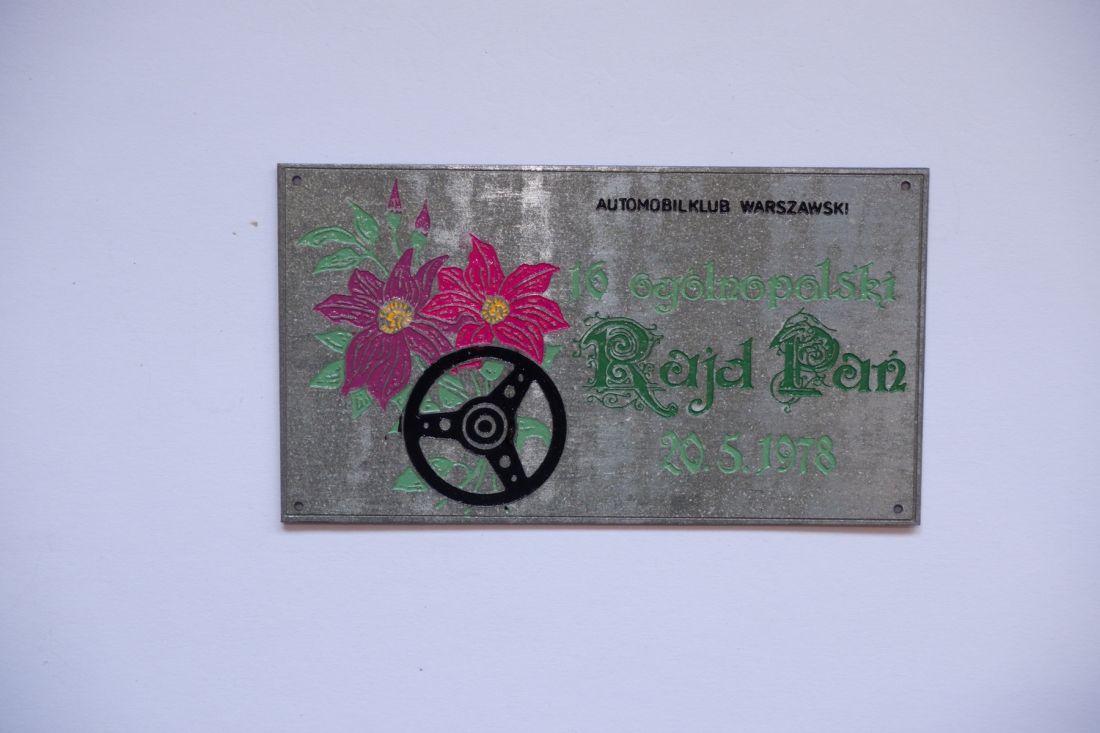 AUTOMOBILKLUB WARSZAWSKI
16 ogólnopolski
Rajd Pań
20.5.1978